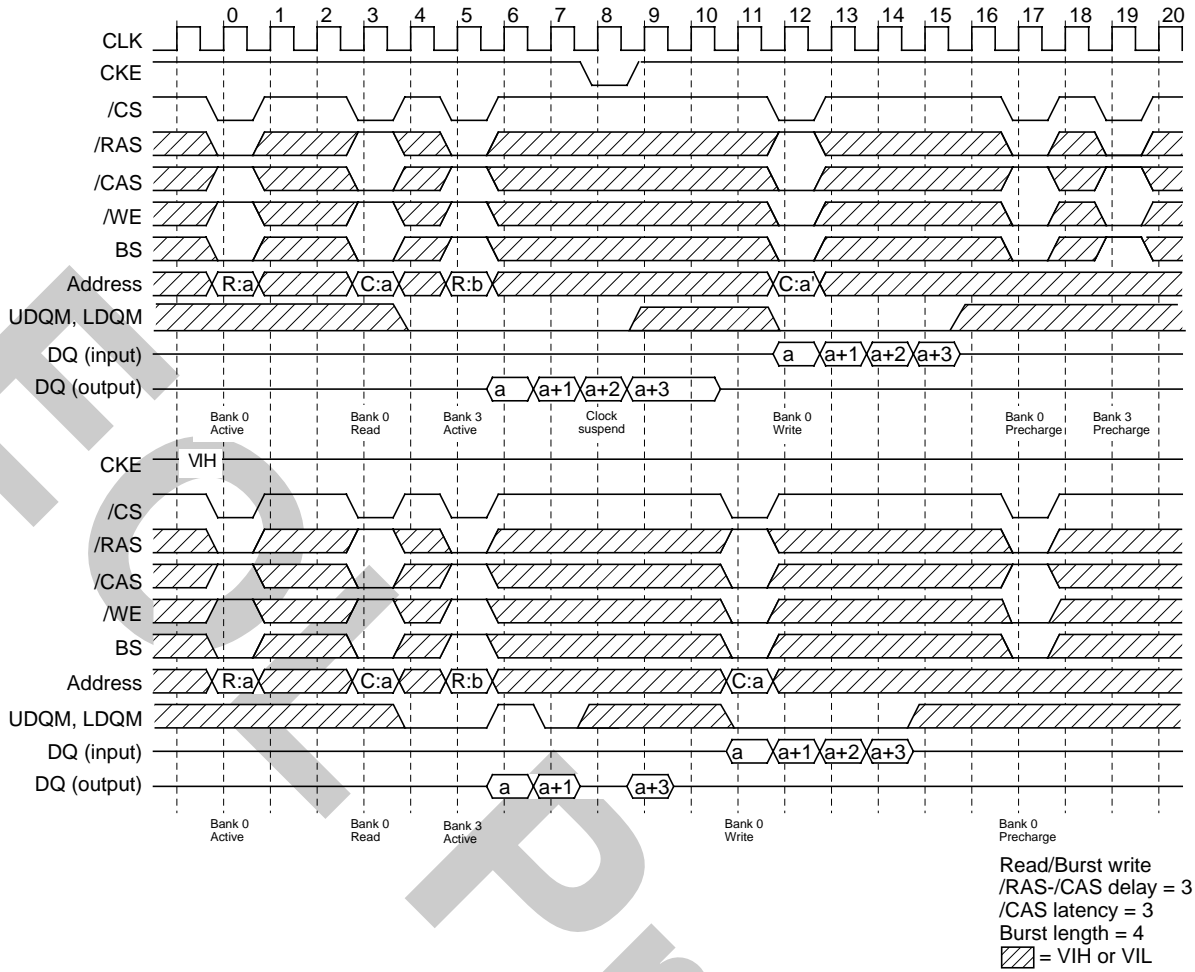 0 1 2 3 4 5 6 7 8 9 10 11 12 13 14 15 16 17 18 19 20
CLK
CKE
/CS
/RAS
/CAS
/WE
BS
Address R:a C:a R:b C:a'
UDQM, LDQM
DQ (input) a a+1 a+2 a+3
DQ (output) a a+1 a+2 a+3
Bank 0 Bank 0 Bank 3 Clock Bank 0 Bank 0 Bank 3
Active Read Active suspend Write Precharge Precharge
CKE VIH
/CS
/RAS
/CAS
/WE
BS
Address R:a C:a R:b C:a
UDQM, LDQM
DQ (input) a a+1 a+2 a+3
DQ (output) a a+1 a+3
Bank 0 Bank 0 Bank 3 Bank 0 Bank 0
Active Read Active Write Precharge
Read/Burst write
/RAS-/CAS delay = 3
/CAS latency = 3
Burst length = 4
= VIH or VIL